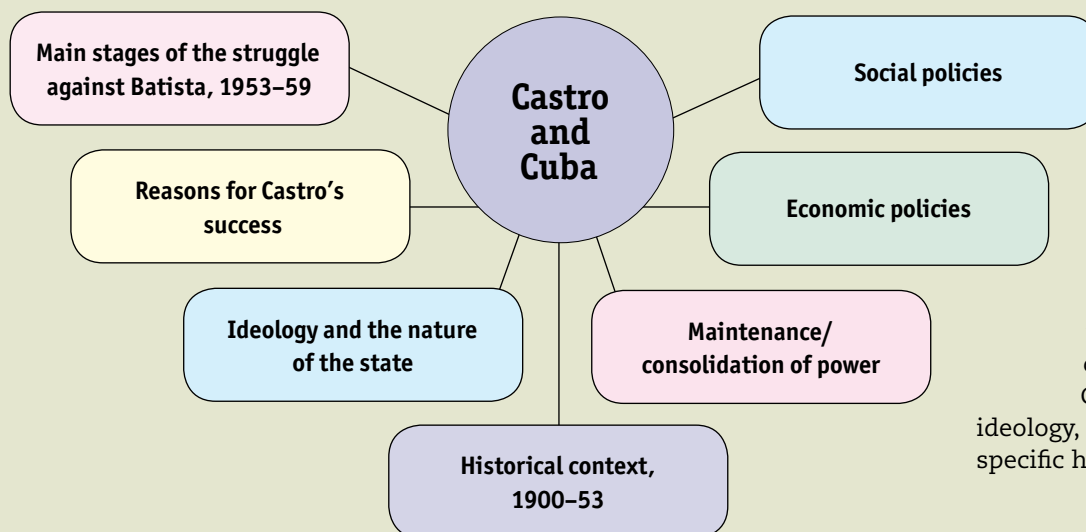 Castro
and
Cuba
Main stages of the struggle
against Batista, 1953–59
Reasons for Castro's
success
Ideology and the nature
of the state
Historical context,
1900–53
Maintenance/
consolidation of power
Economic policies
Social policies
ideology,
specific h